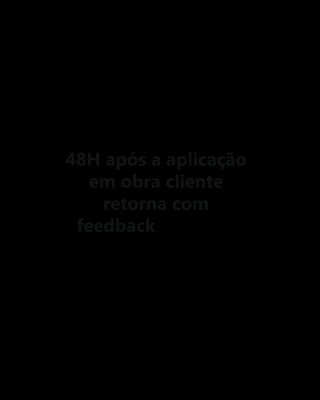 48H após a aplicação
em obra cliente
retorna com
feedback